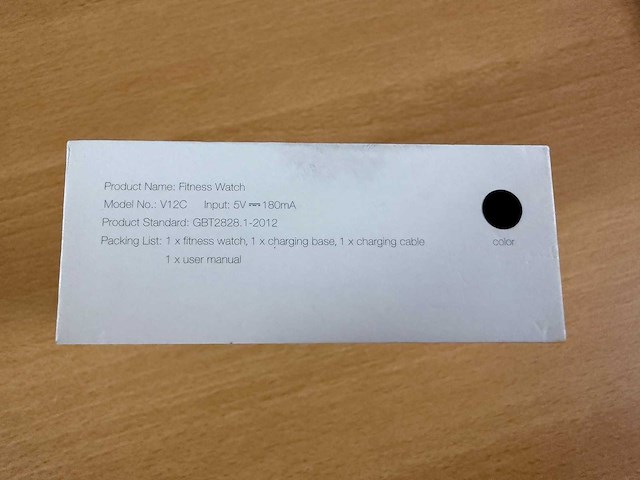 Product Name: Fitness Watch
Model No.: V12C Input: 5V⎓180mA
Product Standard: GBT2828.1-2012
Packing List: 1 x fitness watch, 1 x charging base, 1 x charging cable
1 x user manual
color